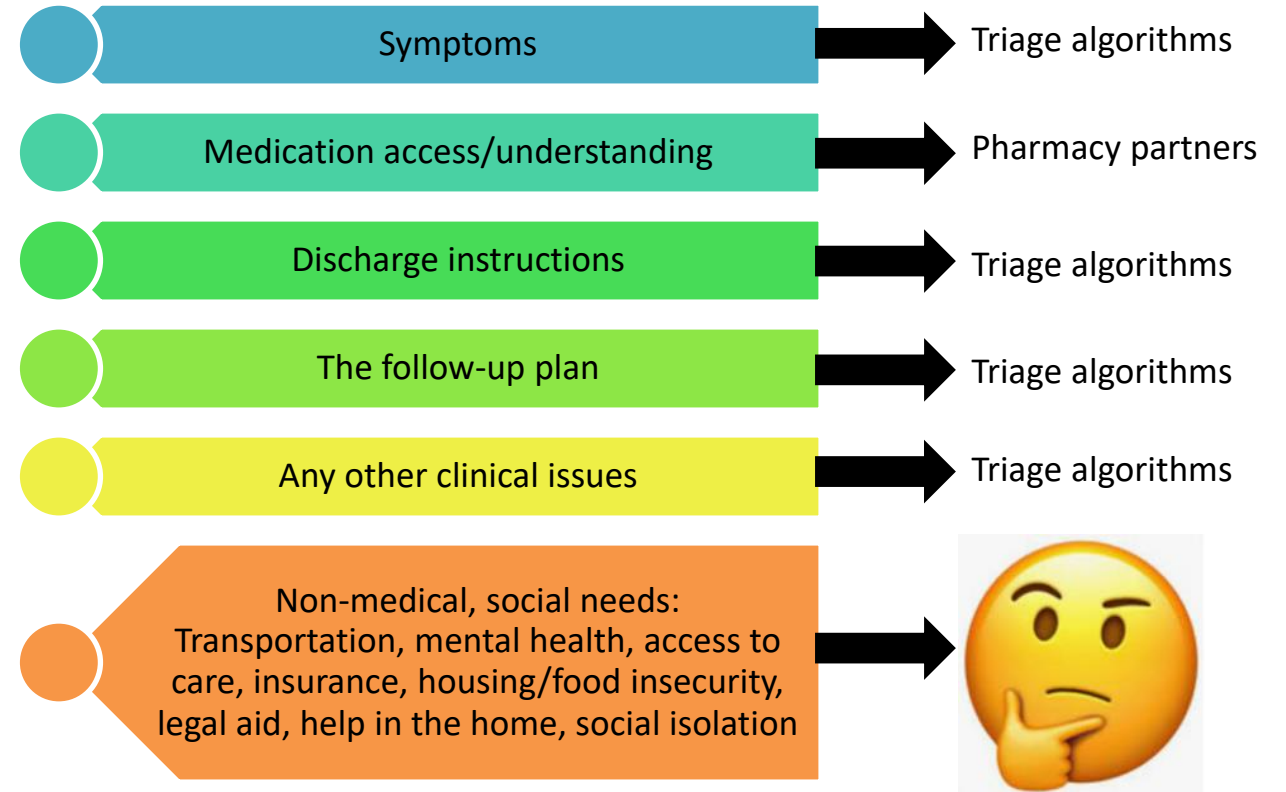 Symptoms
Triage algorithms
Medication access/understanding
Pharmacy partners
Discharge instructions
Triage algorithms
The follow-up plan
Triage algorithms
Any other clinical issues
Triage algorithms
Non-medical, social needs:
Transportation, mental health, access to
care, insurance, housing/food insecurity,
legal aid, help in the home, social isolation